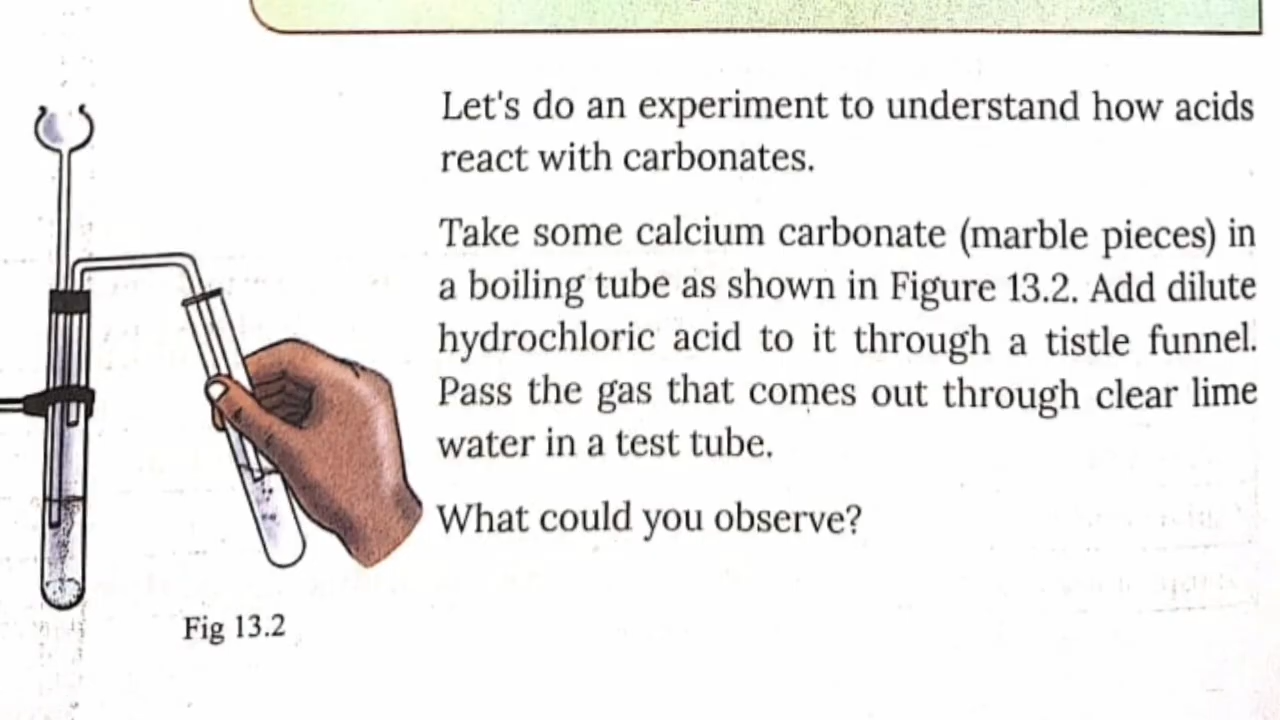 Let's do an experiment to understand how acids
react with carbonates.
Take some calcium carbonate (marble pieces) in
a boiling tube as shown in Figure 13.2. Add dilute
hydrochloric acid to it through a tistle funnel.
Pass the gas that comes out through clear lime
water in a test tube.
What could you observe?
Fig 13.2